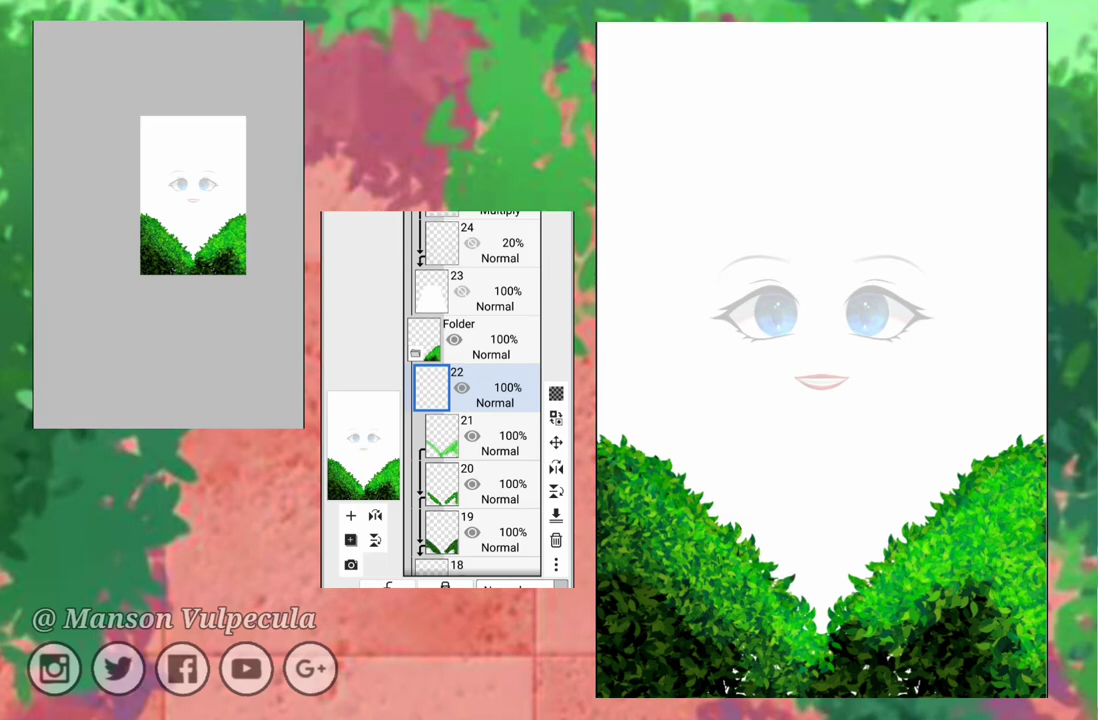 Multiply
24
20%
Normal
23
100%
Normal
Folder
100%
Normal
22
100%
Normal
21
100%
Normal
20
100%
Normal
19
100%
Normal
18
@ Manson Vulpecula
G+